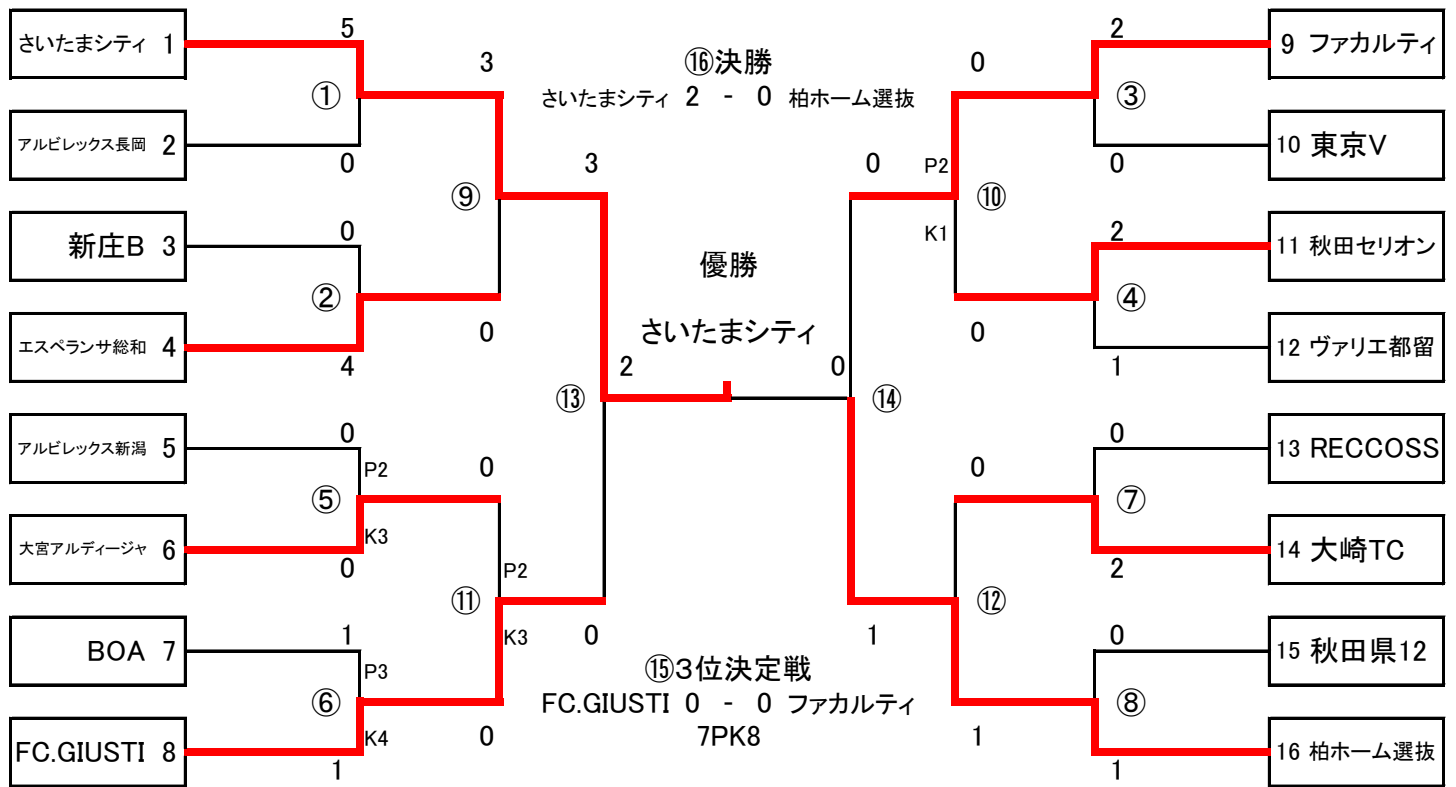 さいたまシティ 1
5
3
⑯決勝
さいたまシティ 2 - 0 柏ホーム選抜
0
2
9 ファカルティ
①
③
アルビレックス長岡 2
0
3
0
P2
0
10 東京V
⑨
⑩
新庄B 3
0
K1
2
11 秋田セリオン
優勝
②
④
エスペランサ総和 4
4
0
さいたまシティ
0
1
12 ヴァリエ都留
2
0
⑬
⑭
アルビレックス新潟 5
0
P2
0
0
0
13 RECCOSS
⑤
⑦
大宮アルディージャ 6
0
K3
2
14 大崎TC
P2
⑪
⑫
BOA 7
1
P3
K3
0
1
0
15 秋田県12
⑮3位決定戦
FC.GIUSTI 0 - 0 ファカルティ
7PK8
⑥
⑧
FC.GIUSTI 8
1
K4
0
1
1
16 柏ホーム選抜